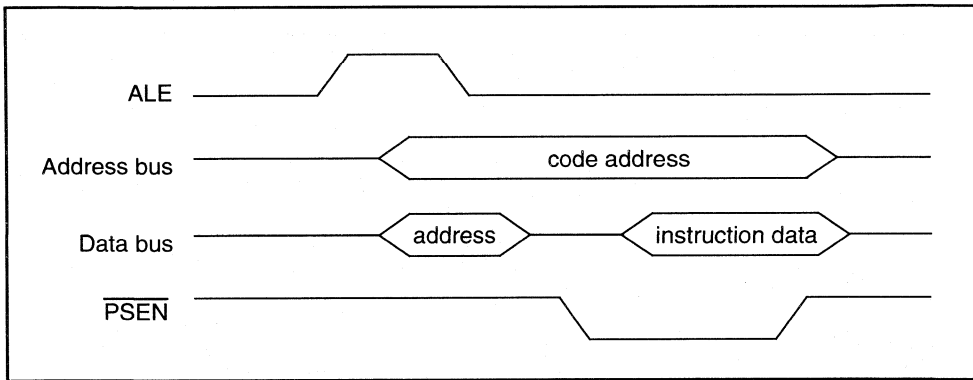 ALE
Address bus
code address
Data bus
address
instruction data
PSEN